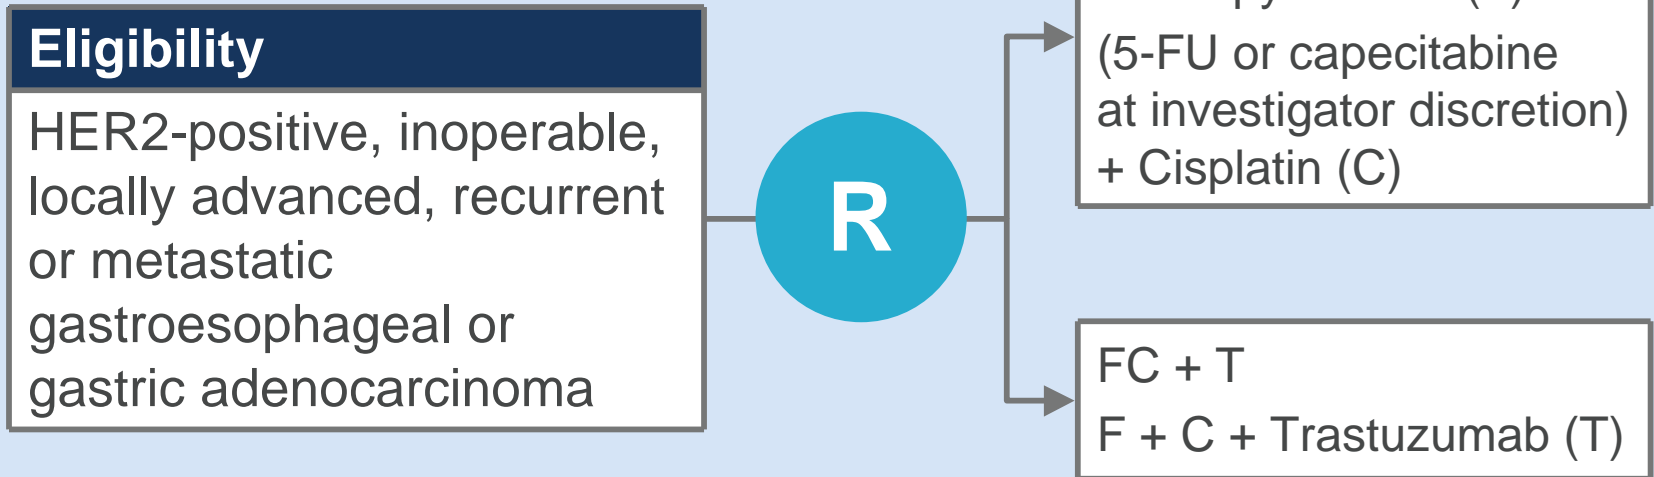 Eligibility
HER2-positive, inoperable,
locally advanced, recurrent
or metastatic
gastroesophageal or
gastric adenocarcinoma
R
(5-FU or capecitabine
at investigator discretion)
+ Cisplatin (C)
FC + T
F + C + Trastuzumab (T)